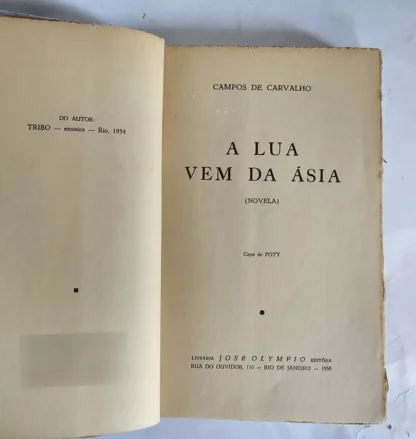 DO AUTOR:
TRIBO — ensaios — Rio, 1954
CAMPOS DE CARVALHO
A LUA
VEM DA ÁSIA
(NOVELA)
Capa de POTY
LIVRARIA JOSÉ OLYMPIO EDITÔRA
RUA DO OUVIDOR, 110 — RIO DE JANEIRO — 1956